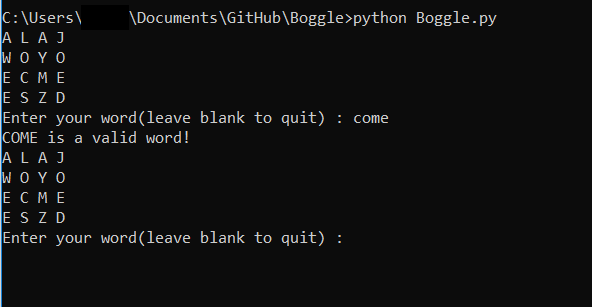 C:\Users\ \Documents\GitHub\Boggle>python Boggle.py
A L A J
W O Y O
E C M E
E S Z D
Enter your word(leave blank to quit) : come
COME is a valid word!
A L A J
W O Y O
E C M E
E S Z D
Enter your word(leave blank to quit) :